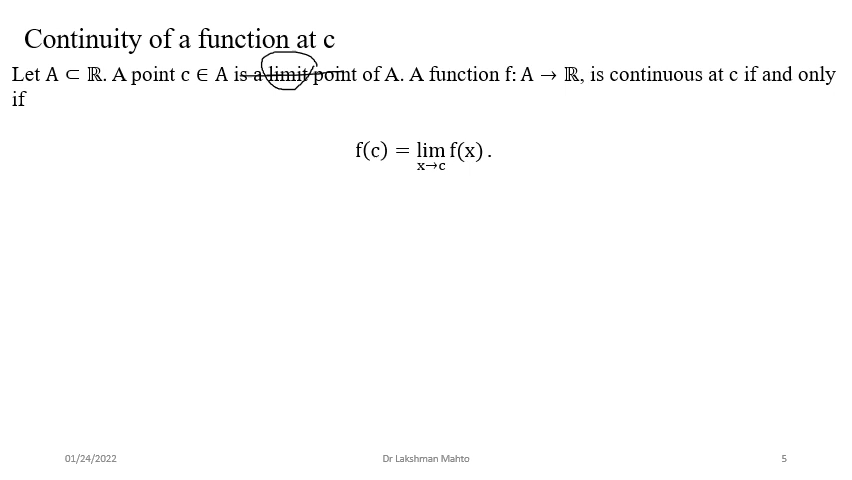 Continuity of a function at c
Let A ⊂ ℝ. A point c ∈ A is a limit point of A. A function f: A → ℝ, is continuous at c if and only
if
f(c) = lim f(x) .
x→c
01/24/2022
Dr Lakshman Mahto
5